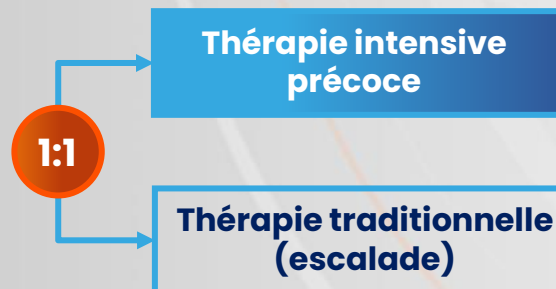 Thérapie intensive
précoce
1:1
Thérapie traditionnelle
(escalade)